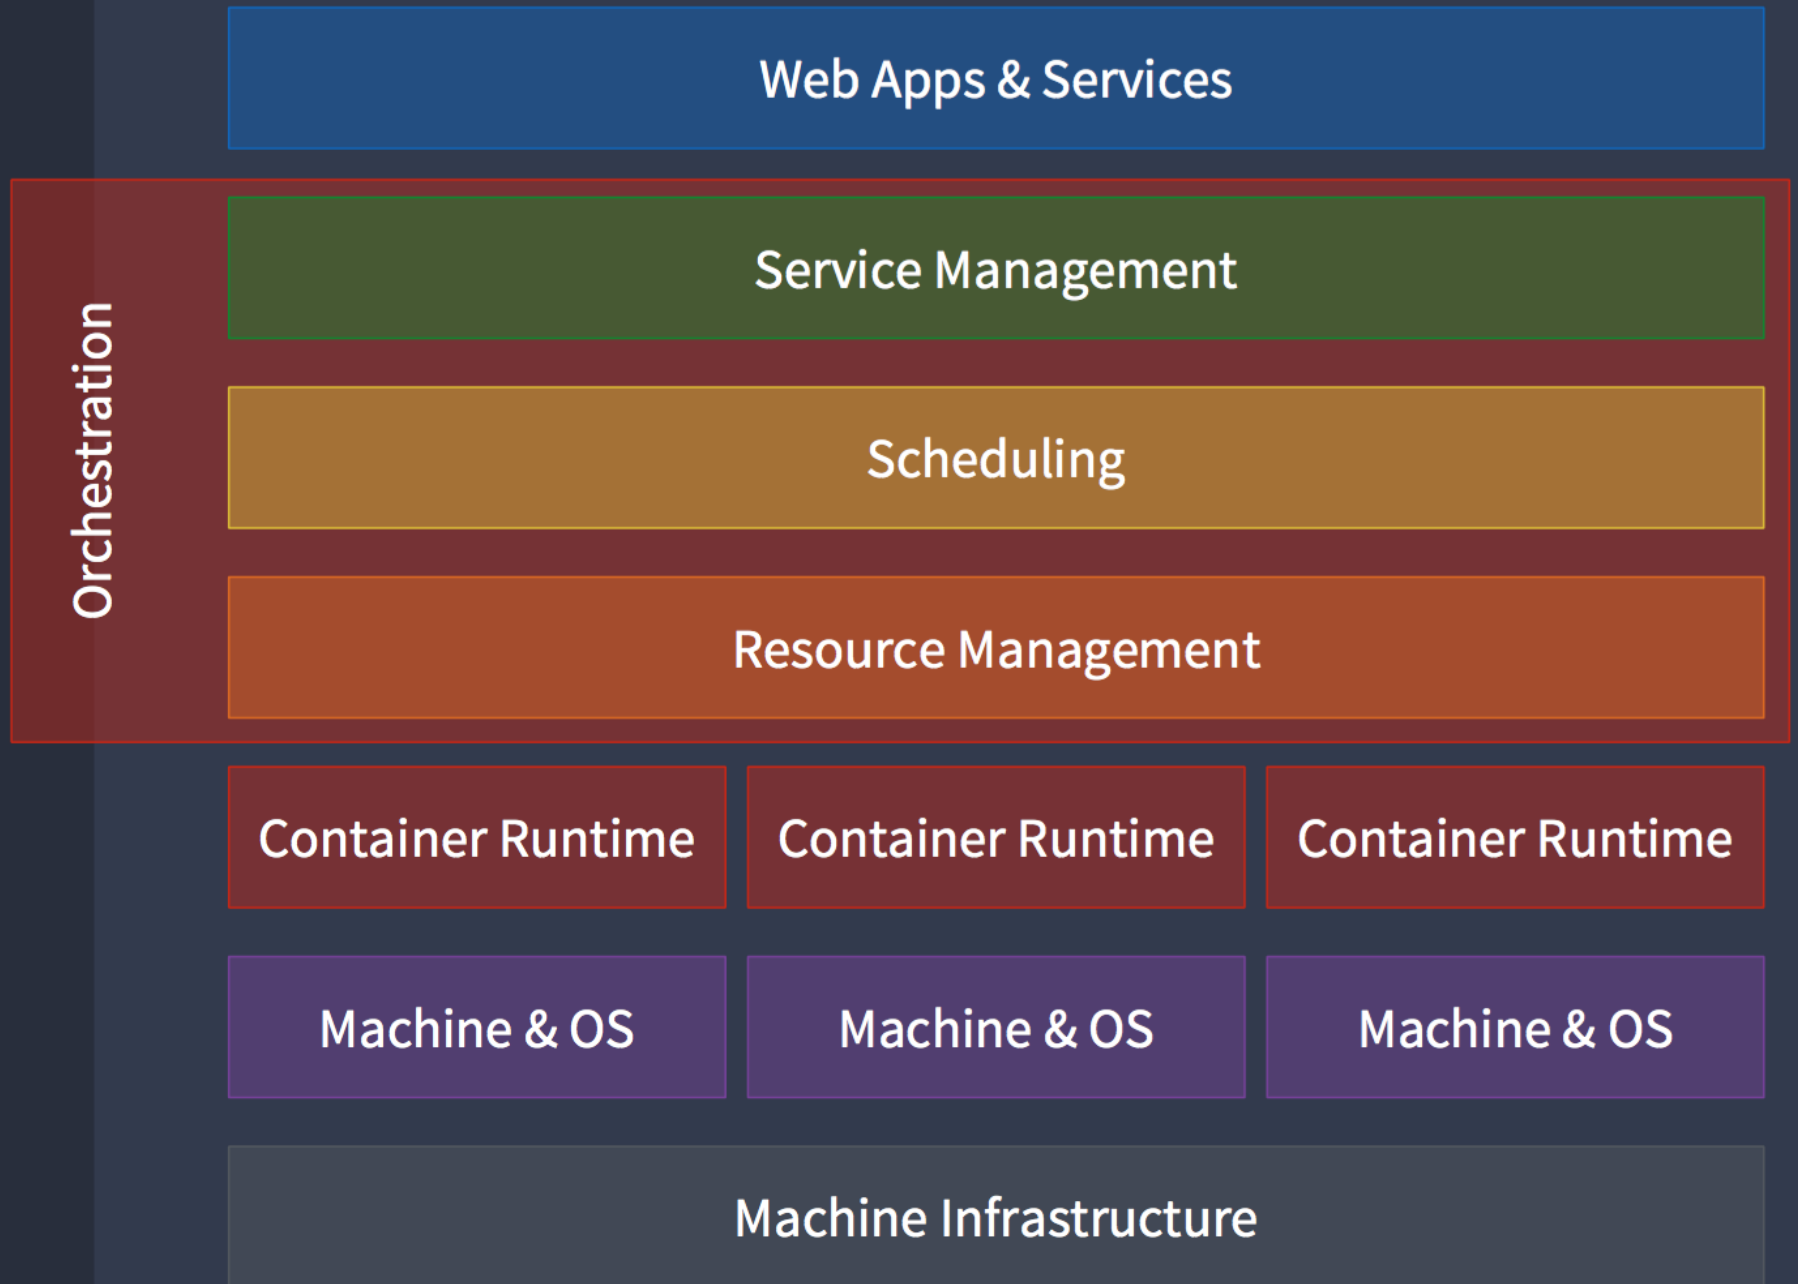 Web Apps & Services
Orchestration
Service Management
Scheduling
Resource Management
Container Runtime
Container Runtime
Container Runtime
Machine & OS
Machine & OS
Machine & OS
Machine Infrastructure